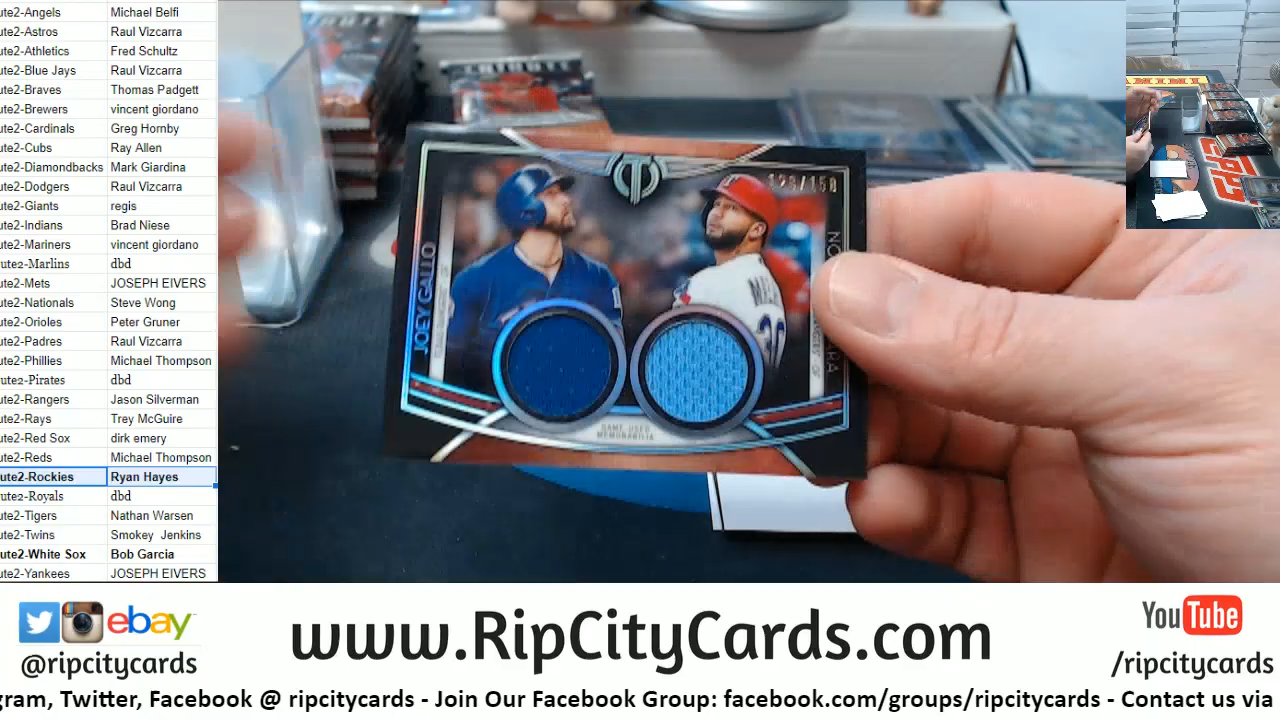 ute2-Angels Michael Belfi
ute2-Astros Raul Vizcarra
ute2-Athletics Fred Schultz
ute2-Blue Jays Raul Vizcarra
ute2-Braves Thomas Padgett
ute2-Brewers vincent giordano
ute2-Cardinals Greg Hornby
ute2-Cubs Ray Allen
ute2-Diamondbacks Mark Giardina
ute2-Dodgers Raul Vizcarra
ute2-Giants regis
ute2-Indians Brad Niese
ute2-Mariners vincent giordano
ute2-Marlins dbd
ute2-Mets JOSEPH EIVERS
ute2-Nationals Steve Wong
ute2-Orioles Peter Gruner
ute2-Padres Raul Vizcarra
ute2-Phillies Michael Thompson
ute2-Pirates dbd
ute2-Rangers Jason Silverman
ute2-Rays Trey McGuire
ute2-Red Sox dirk emery
ute2-Reds Michael Thompson
ute2-Rockies Ryan Hayes
ute2-Royals dbd
ute2-Tigers Nathan Warsen
ute2-Twins Smokey Jenkins
ute2-White Sox Bob Garcia
ute2-Yankees JOSEPH EIVERS
JOEY GALLO
GAME-USED
MEMORABILIA
PANINI
ebay
@ripcitycards
www.RipCityCards.com
YouTube
/ripcitycards
gram, Twitter, Facebook @ ripcitycards - Join Our Facebook Group: facebook.com/groups/ripcitycards - Contact us via